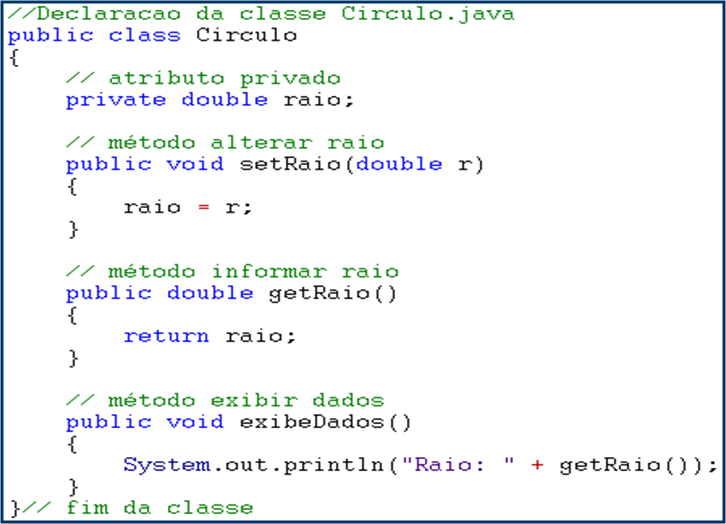 //Declaracao da classe Circulo.java
public class Circulo
{
// atributo privado
private double raio;
// método alterar raio
public void setRaio(double r)
{
raio = r;
}
// método informar raio
public double getRaio()
{
return raio;
}
// método exibir dados
public void exibeDados()
{
System.out.println("Raio: " + getRaio());
}
}// fim da classe